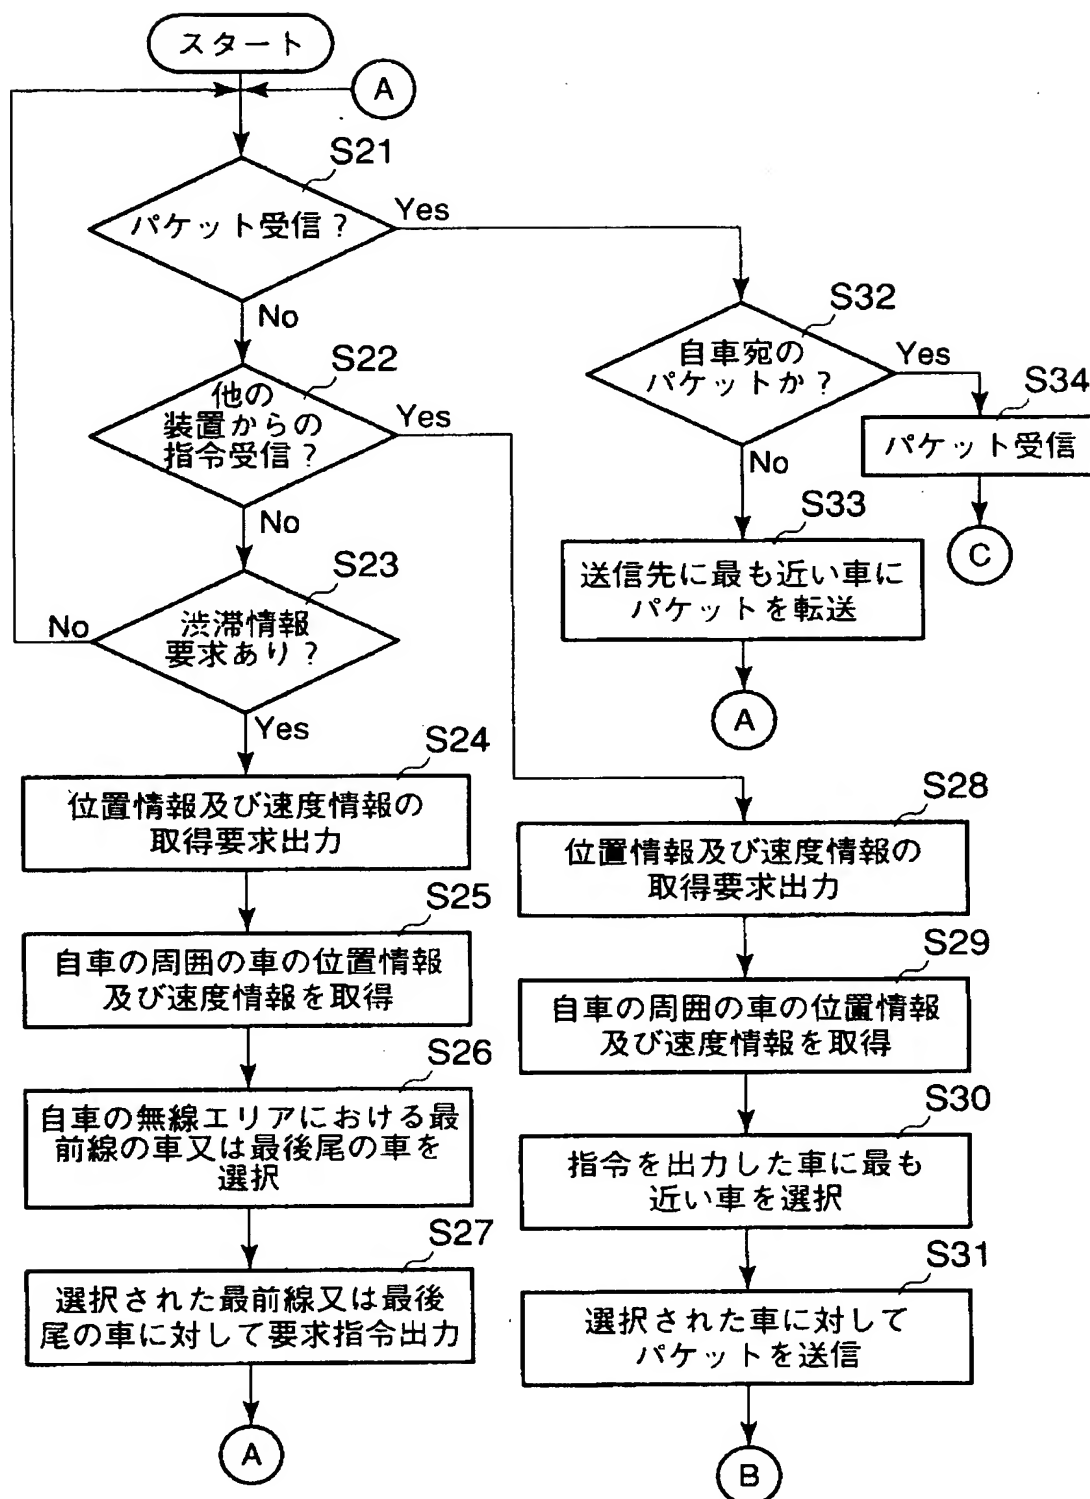 スタート
A
S21
パケット受信?
Yes
No
S22
他の
装置からの
指令受信?
Yes
No
S23
渋滞情報
要求あり?
No
Yes
S24
位置情報及び速度情報の
取得要求出力
S25
自車の周囲の車の位置情報
及び速度情報を取得
S26
自車の無線エリアにおける最
前線の車又は最後尾の車を
選択
S27
選択された最前線又は最後
尾の車に対して要求指令出力
A
S32
自車宛の
パケットか?
Yes
No
S34
パケット受信
C
S33
送信先に最も近い車に
パケットを転送
A
S28
位置情報及び速度情報の
取得要求出力
S29
自車の周囲の車の位置情報
及び速度情報を取得
S30
指令を出力した車に最も
近い車を選択
S31
選択された車に対して
パケットを送信
B